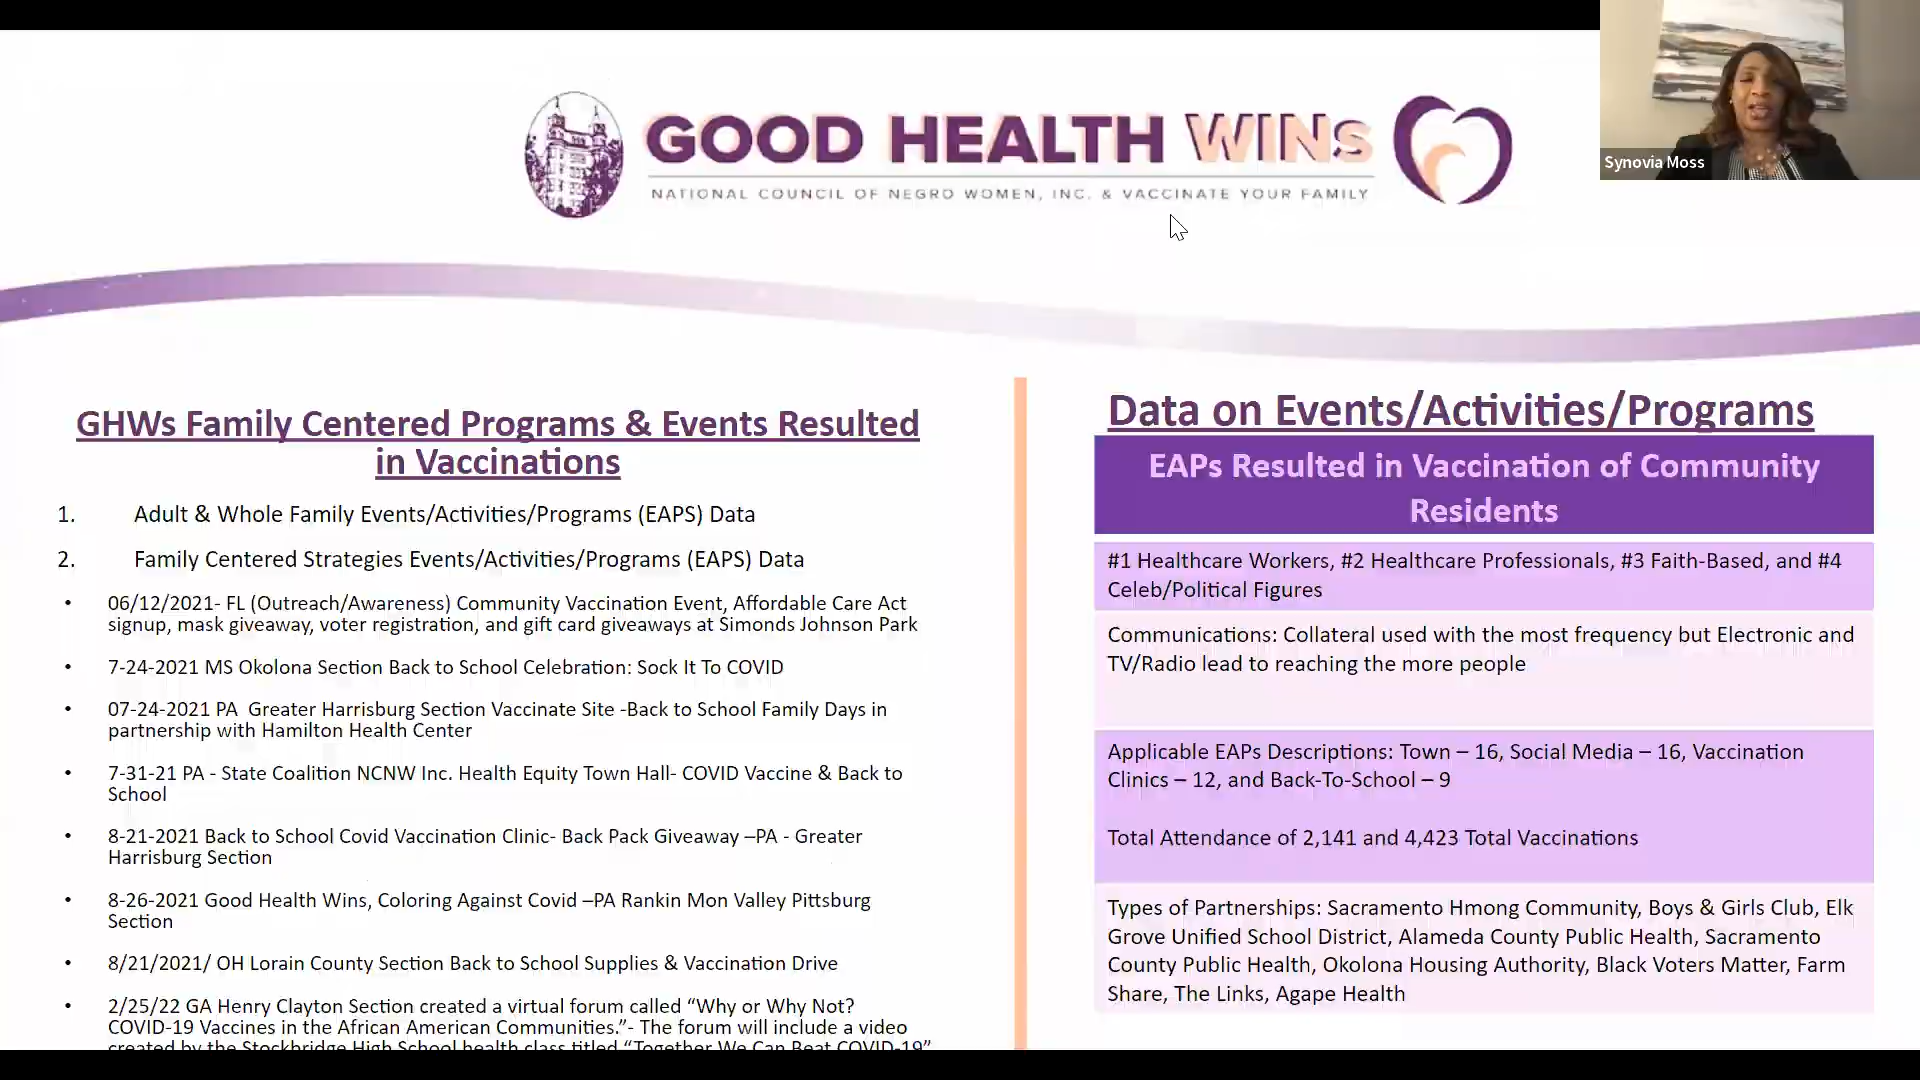 Synovia Moss
GOOD HEALTH WINs
NATIONAL COUNCIL OF NEGRO WOMEN, INC. & VACCINATE YOUR FAMILY
GHWs Family Centered Programs & Events Resulted
in Vaccinations
1. Adult & Whole Family Events/Activities/Programs (EAPS) Data
2. Family Centered Strategies Events/Activities/Programs (EAPS) Data
• 06/12/2021- FL (Outreach/Awareness) Community Vaccination Event, Affordable Care Act
signup, mask giveaway, voter registration, and gift card giveaways at Simonds Johnson Park
• 7-24-2021 MS Okolona Section Back to School Celebration: Sock It To COVID
• 07-24-2021 PA  Greater Harrisburg Section Vaccinate Site -Back to School Family Days in
partnership with Hamilton Health Center
• 7-31-21 PA - State Coalition NCNW Inc. Health Equity Town Hall- COVID Vaccine & Back to
School
• 8-21-2021 Back to School Covid Vaccination Clinic- Back Pack Giveaway –PA - Greater
Harrisburg Section
• 8-26-2021 Good Health Wins, Coloring Against Covid –PA Rankin Mon Valley Pittsburg
Section
• 8/21/2021/ OH Lorain County Section Back to School Supplies & Vaccination Drive
• 2/25/22 GA Henry Clayton Section created a virtual forum called “Why or Why Not?
COVID-19 Vaccines in the African American Communities.”- The forum will include a video
created by the Stockbridge High School health class titled “Together We Can Beat COVID-19”
Data on Events/Activities/Programs
EAPs Resulted in Vaccination of Community
Residents
#1 Healthcare Workers, #2 Healthcare Professionals, #3 Faith-Based, and #4
Celeb/Political Figures
Communications: Collateral used with the most frequency but Electronic and
TV/Radio lead to reaching the more people
Applicable EAPs Descriptions: Town – 16, Social Media – 16, Vaccination
Clinics – 12, and Back-To-School – 9
Total Attendance of 2,141 and 4,423 Total Vaccinations
Types of Partnerships: Sacramento Hmong Community, Boys & Girls Club, Elk
Grove Unified School District, Alameda County Public Health, Sacramento
County Public Health, Okolona Housing Authority, Black Voters Matter, Farm
Share, The Links, Agape Health